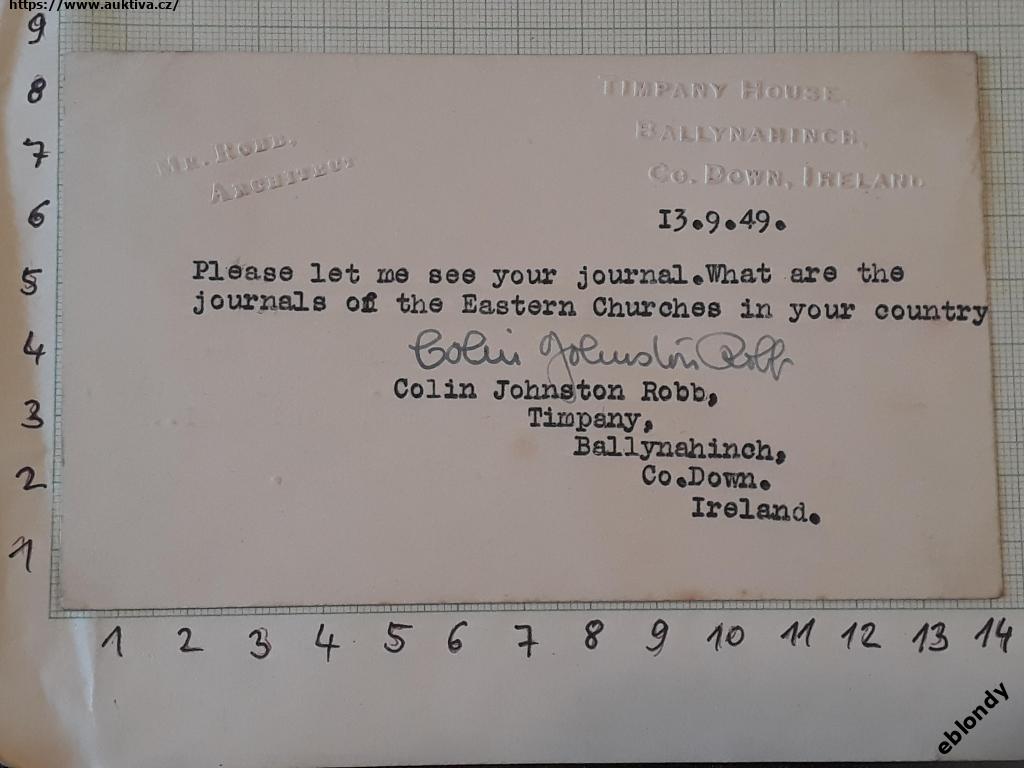 https://www.auktiva.cz/
9
8
7
6
5
4
3
2
1
Mr. Robb,
Architect
Timpany House,
Ballynahinch,
Co. Down, Ireland
13.9.49.
Please let me see your journal.What are the
journals of the Eastern Churches in your country
Colin Johnston Robb
Colin Johnston Robb,
Timpany,
Ballynahinch,
Co.Down.
Ireland.
1 2 3 4 5 6 7 8 9 10 11 12 13 14
eblondy